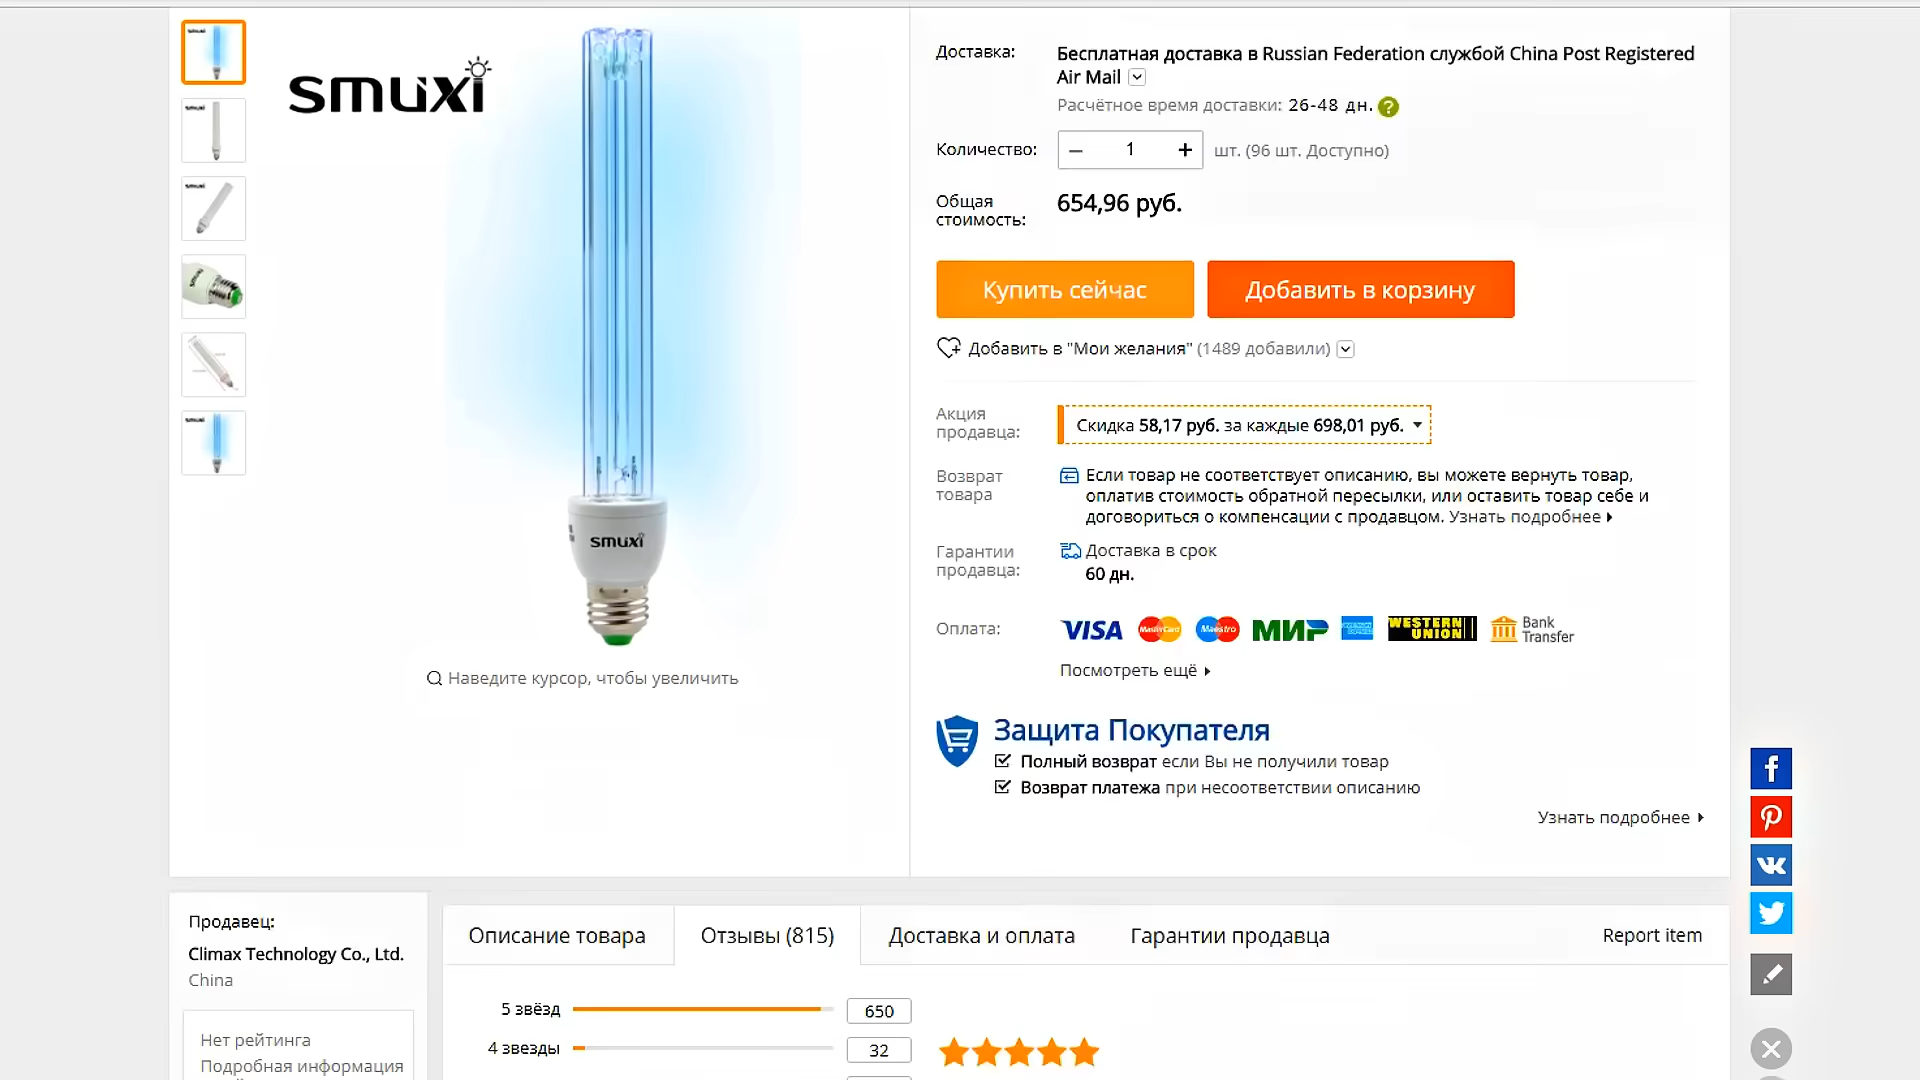 smuxi
smuxi
Наведите курсор, чтобы увеличить
Доставка:
Бесплатная доставка в Russian Federation службой China Post Registered
Air Mail
Расчётное время доставки: 26-48 дн. ?
Количество:
– 1 + шт. (96 шт. Доступно)
Общая
стоимость:
654,96 руб.
Купить сейчас
Добавить в корзину
Добавить в "Мои желания" (1489 добавили)
Акция
продавца:
Скидка 58,17 руб. за каждые 698,01 руб.
Возврат
товара
Если товар не соответствует описанию, вы можете вернуть товар,
оплатив стоимость обратной пересылки, или оставить товар себе и
договориться о компенсации с продавцом. Узнать подробнее
Гарантии
продавца:
Доставка в срок
60 дн.
Оплата:
VISA MasterCard Maestro МИР WESTERN UNION Bank Transfer
Посмотреть ещё
Защита Покупателя
Полный возврат если Вы не получили товар
Возврат платежа при несоответствии описанию
Узнать подробнее
Продавец:
Climax Technology Co., Ltd.
China
Нет рейтинга
Подробная информация
Описание товара
Отзывы (815)
Доставка и оплата
Гарантии продавца
Report item
5 звёзд 650
4 звезды 32